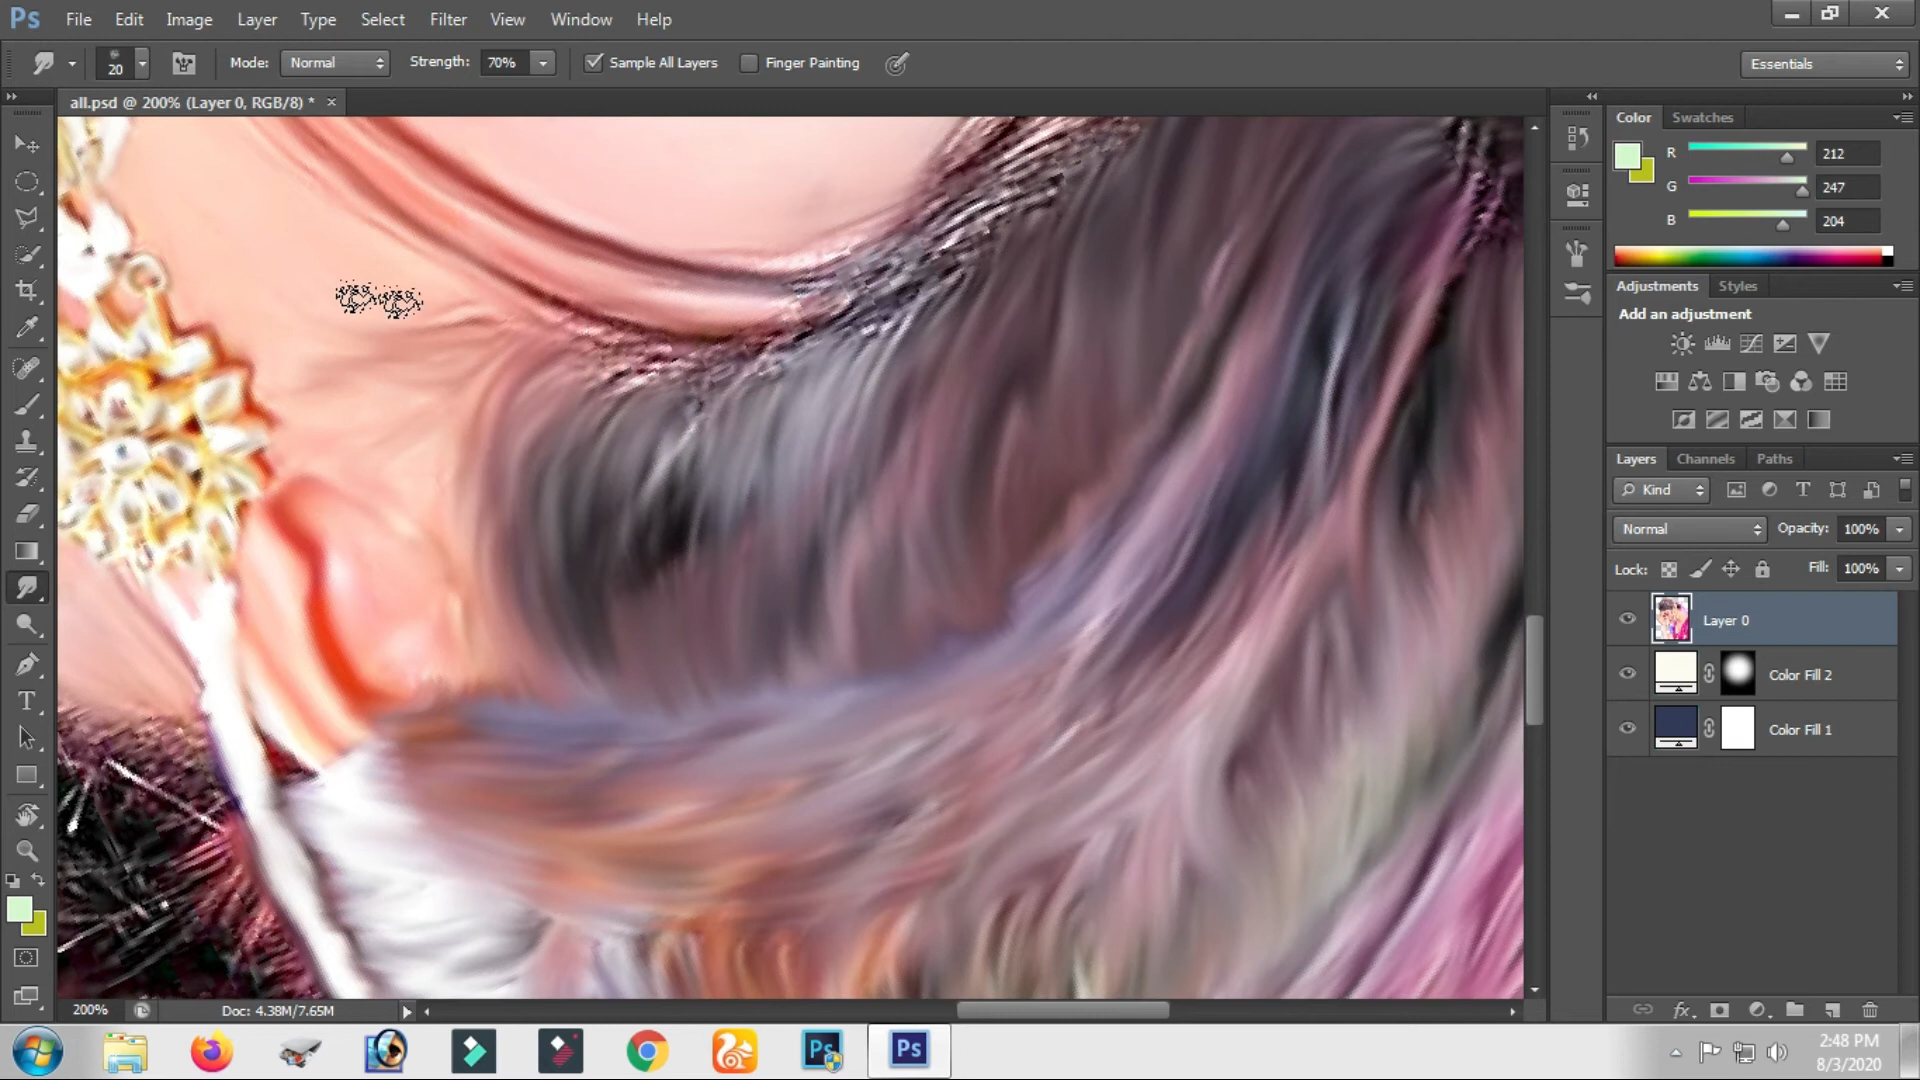 Ps File Edit Image Layer Type Select Filter View Window Help
20 Mode: Normal Strength: 70% Sample All Layers Finger Painting Essentials
all.psd @ 200% (Layer 0, RGB/8) * ×
Color Swatches
R 212
G 247
B 204
Adjustments Styles
Add an adjustment
Layers Channels Paths
Kind
Normal Opacity: 100%
Lock: Fill: 100%
Layer 0
Color Fill 2
Color Fill 1
200% Doc: 4.38M/7.65M
Ps Ps
2:48 PM
8/3/2020